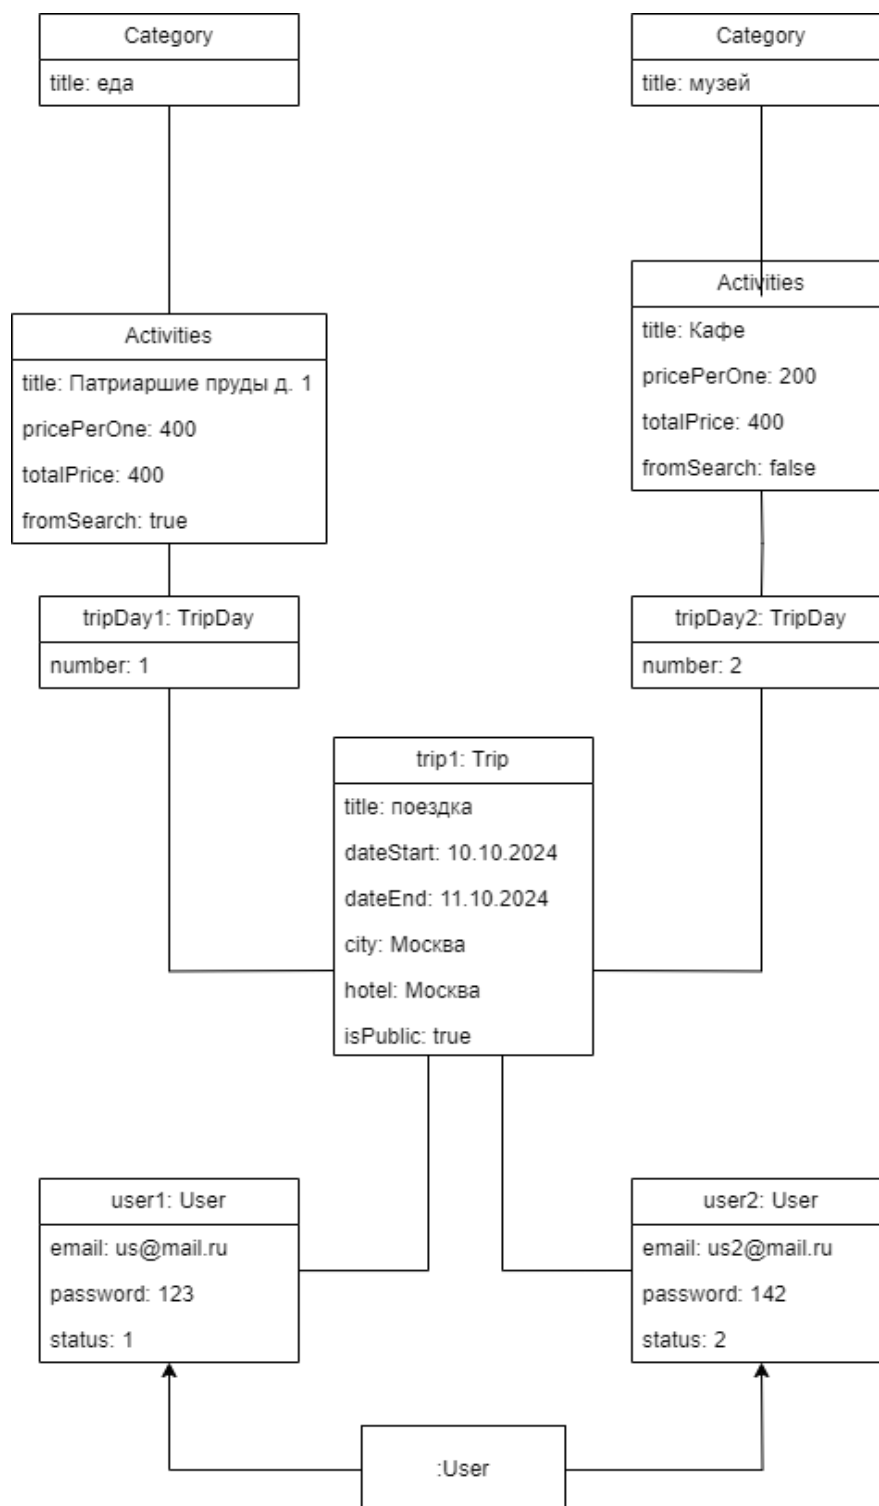 Category
title: еда
Category
title: музей
Activities
title: Патриаршие пруды д. 1
pricePerOne: 400
totalPrice: 400
fromSearch: true
Activities
title: Кафе
pricePerOne: 200
totalPrice: 400
fromSearch: false
tripDay1: TripDay
number: 1
tripDay2: TripDay
number: 2
trip1: Trip
title: поездка
dateStart: 10.10.2024
dateEnd: 11.10.2024
city: Москва
hotel: Москва
isPublic: true
user1: User
email: us@mail.ru
password: 123
status: 1
user2: User
email: us2@mail.ru
password: 142
status: 2
:User